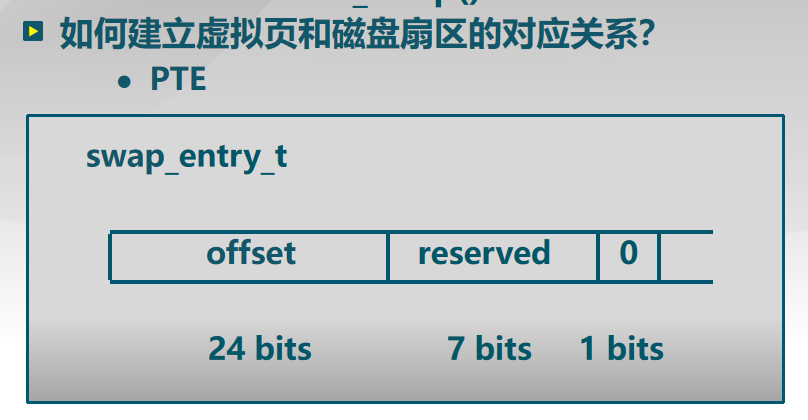 如何建立虚拟页和磁盘扇区的对应关系?
• PTE
swap_entry_t
offset reserved 0
24 bits 7 bits 1 bits